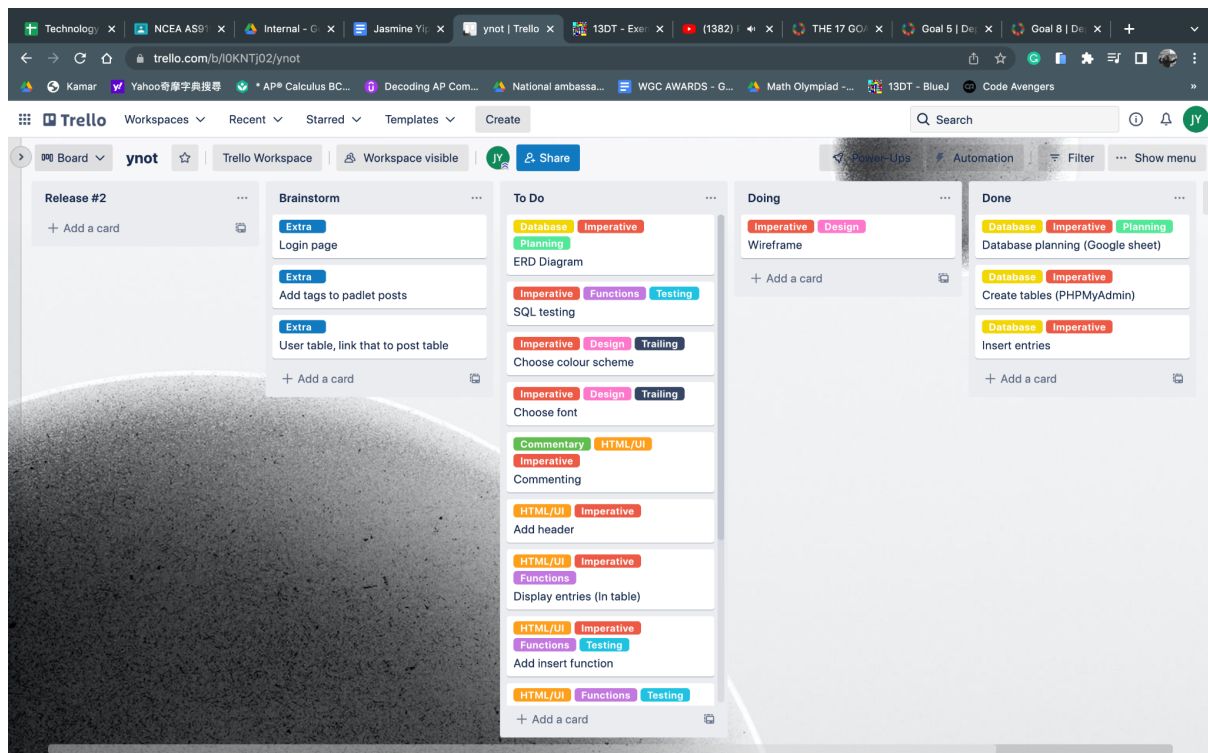 Technology
NCEA AS91
Internal - G
Jasmine Yip
ynot | Trello
13DT - Exer
(1382)
THE 17 GOA
Goal 5 | Dep
Goal 8 | De
trello.com/b/l0KNTj02/ynot
Kamar
Yahoo奇摩字典搜尋
* AP® Calculus BC...
Decoding AP Com...
National ambassa...
WGC AWARDS - G...
Math Olympiad -...
13DT - BlueJ
Code Avengers
»
Trello
Workspaces
Recent
Starred
Templates
Create
Search
JY
Board
ynot
Trello Workspace
Workspace visible
JY
Share
Power-Ups
Automation
Filter
... Show menu
Release #2
+ Add a card
Brainstorm
Extra
Login page
Extra
Add tags to padlet posts
Extra
User table, link that to post table
+ Add a card
To Do
Database Imperative
Planning
ERD Diagram
Imperative Functions Testing
SQL testing
Imperative Design Trailing
Choose colour scheme
Imperative Design Trailing
Choose font
Commentary HTML/UI
Imperative
Commenting
HTML/UI Imperative
Add header
HTML/UI Imperative
Functions
Display entries (In table)
HTML/UI Imperative
Functions Testing
Add insert function
HTML/UI Functions Testing
+ Add a card
Doing
Imperative Design
Wireframe
+ Add a card
Done
Database Imperative Planning
Database planning (Google sheet)
Database Imperative
Create tables (PHPMyAdmin)
Database Imperative
Insert entries
+ Add a card